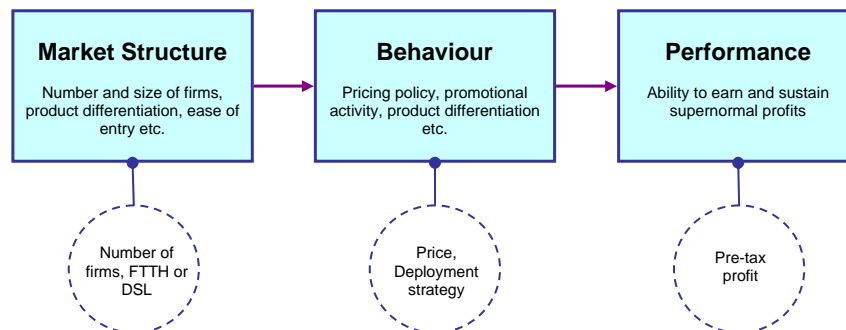 Market Structure
Number and size of firms,
product differentiation, ease of
entry etc.
Behaviour
Pricing policy, promotional
activity, product differentiation
etc.
Performance
Ability to earn and sustain
supernormal profits
Number of
firms, FTTH or
DSL
Price,
Deployment
strategy
Pre-tax
profit